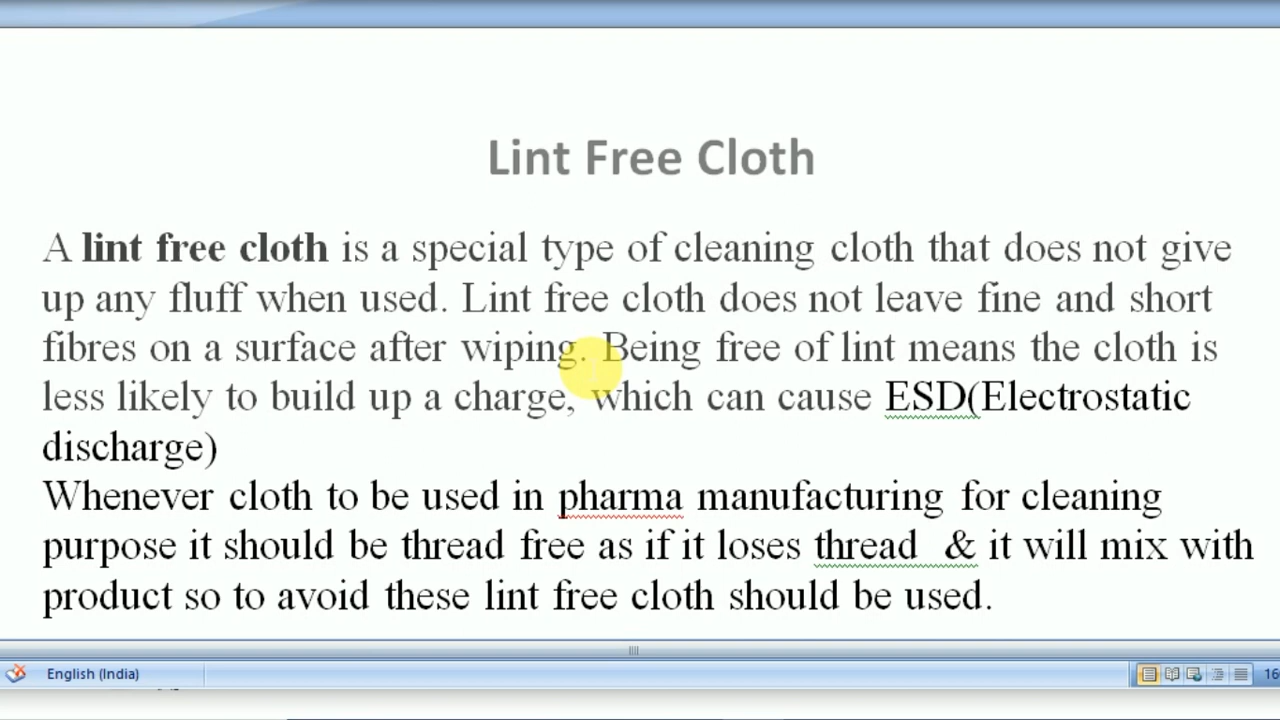 Lint Free Cloth
A lint free cloth is a special type of cleaning cloth that does not give
up any fluff when used. Lint free cloth does not leave fine and short
fibres on a surface after wiping. Being free of lint means the cloth is
less likely to build up a charge, which can cause ESD(Electrostatic
discharge)
Whenever cloth to be used in pharma manufacturing for cleaning
purpose it should be thread free as if it loses thread & it will mix with
product so to avoid these lint free cloth should be used.
English (India)